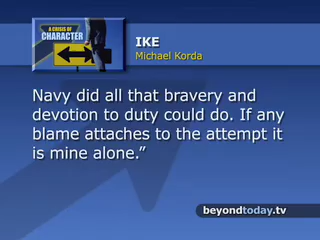 A CRISIS OF
CHARACTER
IKE
Michael Korda
Navy did all that bravery and
devotion to duty could do. If any
blame attaches to the attempt it
is mine alone.”
beyondtoday.tv